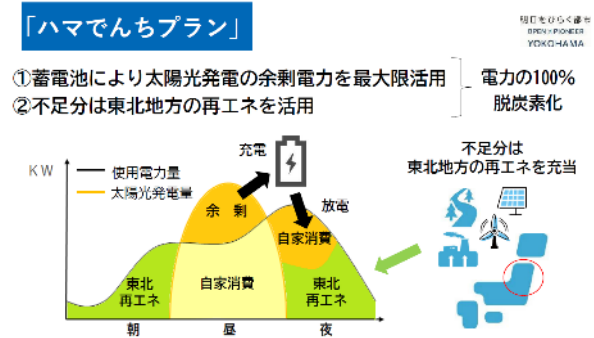 「ハマでんちプラン」
明日をひらく都市
OPEN×PIONEER
YOKOHAMA
①蓄電池により太陽光発電の余剰電力を最大限活用
②不足分は東北地方の再エネを活用
電力の100%
脱炭素化
KW
使用電力量
太陽光発電量
充電
放電
余剰
自家消費
東北
再エネ
自家消費
東北
再エネ
朝
昼
夜
不足分は
東北地方の再エネを充当